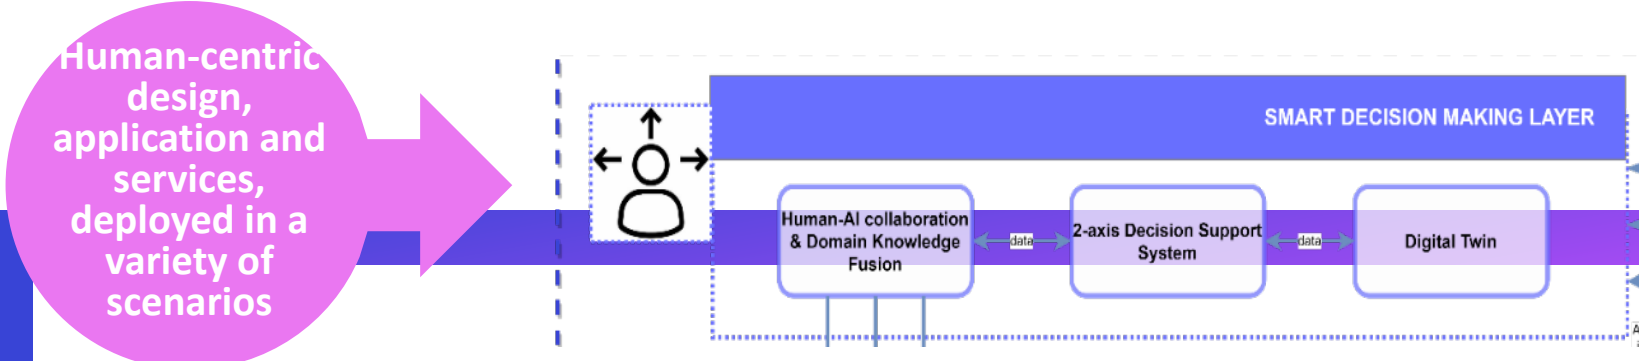 Human-centric
design,
application and
services,
deployed in a
variety of
scenarios
SMART DECISION MAKING LAYER
Human-AI collaboration
& Domain Knowledge
Fusion
data
2-axis Decision Support
System
data
Digital Twin